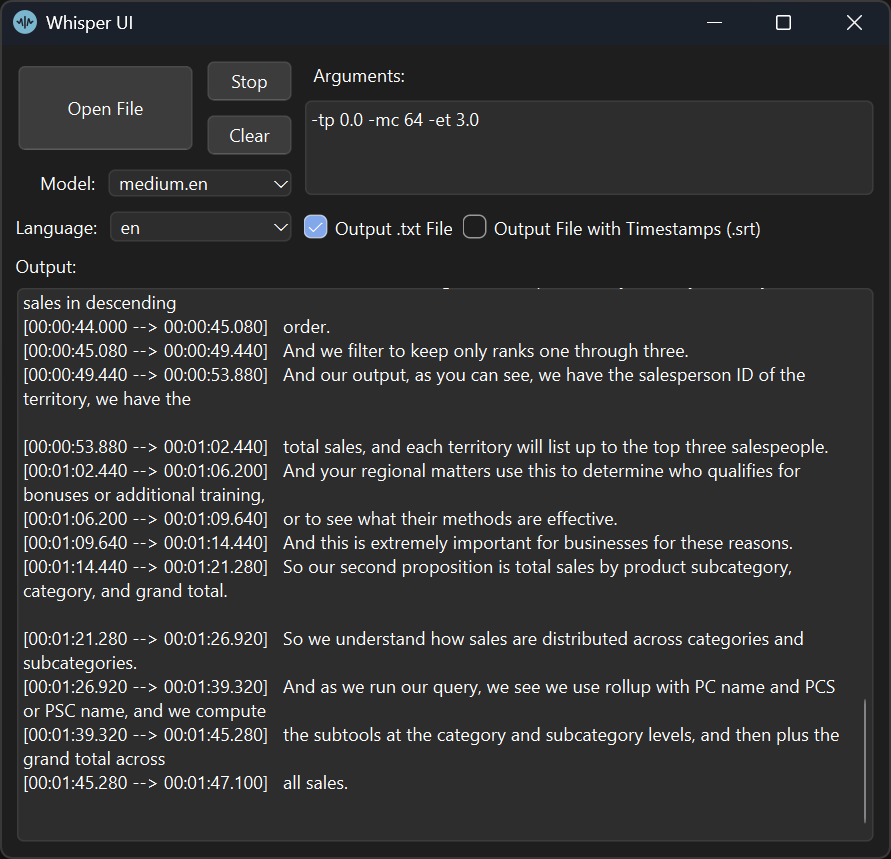 Whisper UI
Open File
Stop
Clear
Arguments:
-tp 0.0 -mc 64 -et 3.0
Model:
medium.en
Language:
en
Output .txt File
Output File with Timestamps (.srt)
Output:
sales in descending
[00:00:44.000 --> 00:00:45.080] order.
[00:00:45.080 --> 00:00:49.440] And we filter to keep only ranks one through three.
[00:00:49.440 --> 00:00:53.880] And our output, as you can see, we have the salesperson ID of the
territory, we have the
[00:00:53.880 --> 00:01:02.440] total sales, and each territory will list up to the top three salespeople.
[00:01:02.440 --> 00:01:06.200] And your regional matters use this to determine who qualifies for
bonuses or additional training,
[00:01:06.200 --> 00:01:09.640] or to see what their methods are effective.
[00:01:09.640 --> 00:01:14.440] And this is extremely important for businesses for these reasons.
[00:01:14.440 --> 00:01:21.280] So our second proposition is total sales by product subcategory,
category, and grand total.
[00:01:21.280 --> 00:01:26.920] So we understand how sales are distributed across categories and
subcategories.
[00:01:26.920 --> 00:01:39.320] And as we run our query, we see we use rollup with PC name and PCS
or PSC name, and we compute
[00:01:39.320 --> 00:01:45.280] the subtools at the category and subcategory levels, and then plus the
grand total across
[00:01:45.280 --> 00:01:47.100] all sales.